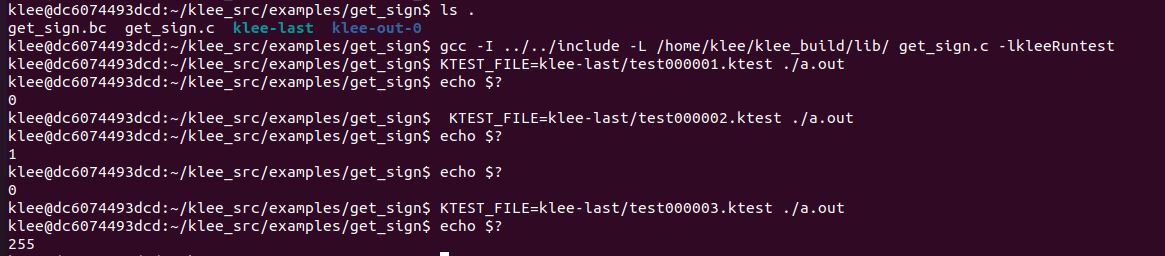 klee@dc6074493dcd:~/klee_src/examples/get_sign$ ls .
get_sign.bc  get_sign.c  klee-last  klee-out-0
klee@dc6074493dcd:~/klee_src/examples/get_sign$ gcc -I ../../include -L /home/klee/klee_build/lib/ get_sign.c -lkleeRuntest
klee@dc6074493dcd:~/klee_src/examples/get_sign$ KTEST_FILE=klee-last/test000001.ktest ./a.out
klee@dc6074493dcd:~/klee_src/examples/get_sign$ echo $?
0
klee@dc6074493dcd:~/klee_src/examples/get_sign$  KTEST_FILE=klee-last/test000002.ktest ./a.out
klee@dc6074493dcd:~/klee_src/examples/get_sign$ echo $?
1
klee@dc6074493dcd:~/klee_src/examples/get_sign$ echo $?
0
klee@dc6074493dcd:~/klee_src/examples/get_sign$ KTEST_FILE=klee-last/test000003.ktest ./a.out
klee@dc6074493dcd:~/klee_src/examples/get_sign$ echo $?
255